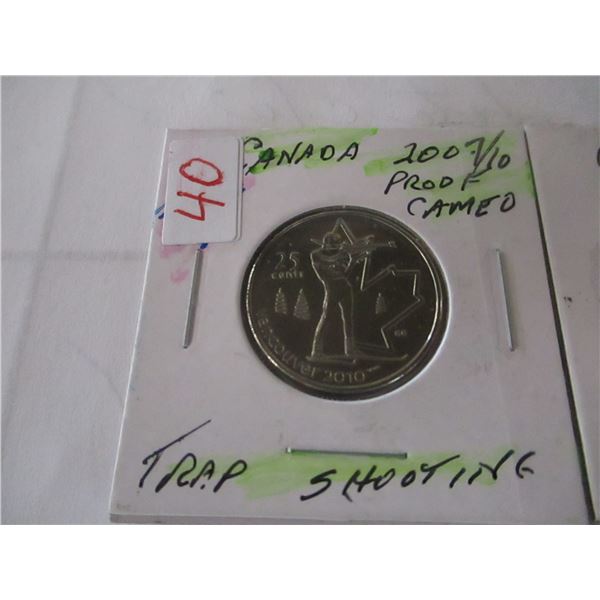 40
CANADA 2007/10
PROOF
CAMEO
25
cents
vancouver 2010
TRAP SHOOTING